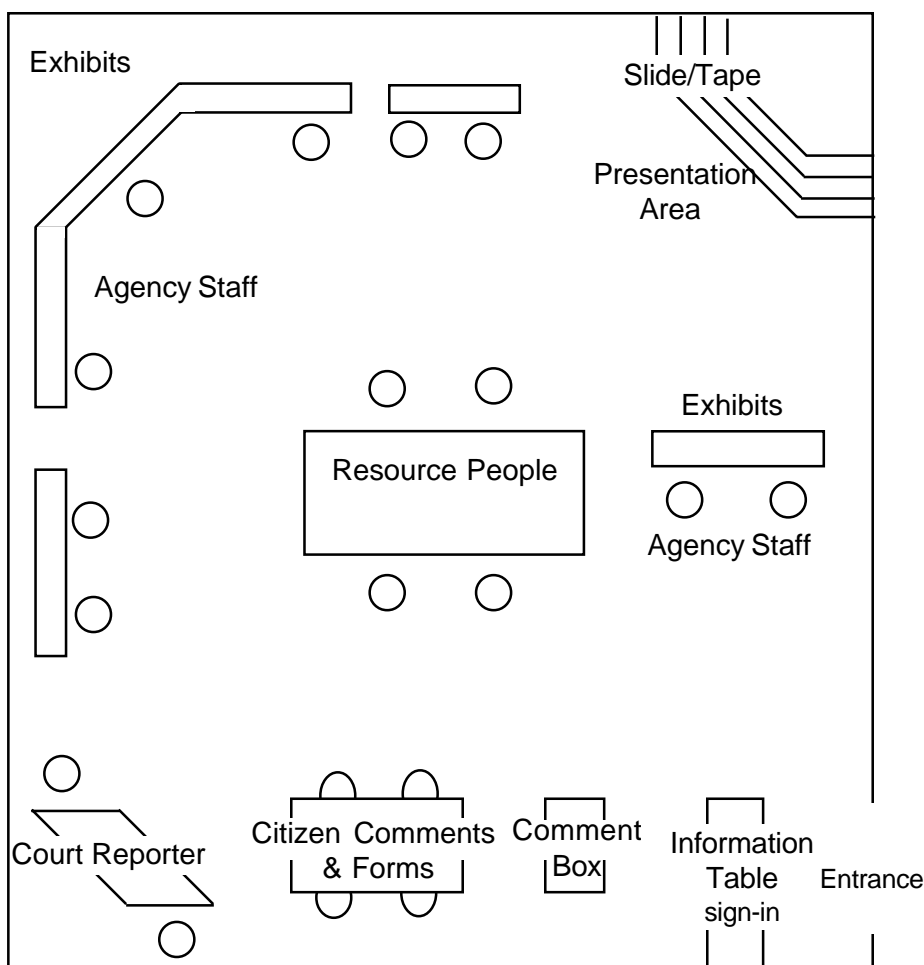 Exhibits
Slide/Tape
Presentation
Area
Agency Staff
Exhibits
Resource People
Agency Staff
Court Reporter
Citizen Comments
& Forms
Comment
Box
Information
Table
sign-in
Entrance